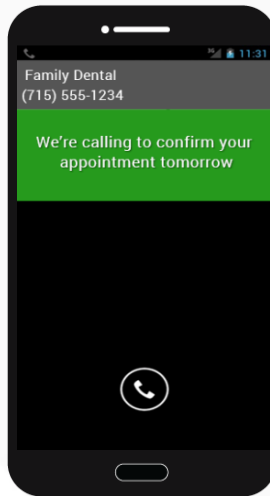 11:31
Family Dental
(715) 555-1234
We're calling to confirm your
appointment tomorrow